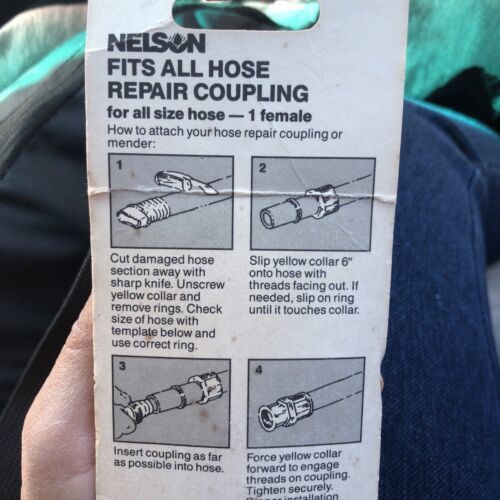 NELSON
FITS ALL HOSE
REPAIR COUPLING
for all size hose — 1 female
How to attach your hose repair coupling or
mender:
1
Cut damaged hose
section away with
sharp knife. Unscrew
yellow collar and
remove rings. Check
size of hose with
template below and
use correct ring.
2
Slip yellow collar 6"
onto hose with
threads facing out. If
needed, slip on ring
until it touches collar.
3
Insert coupling as far
as possible into hose.
4
Force yellow collar
forward to engage
threads on coupling.
Tighten securely.
installation